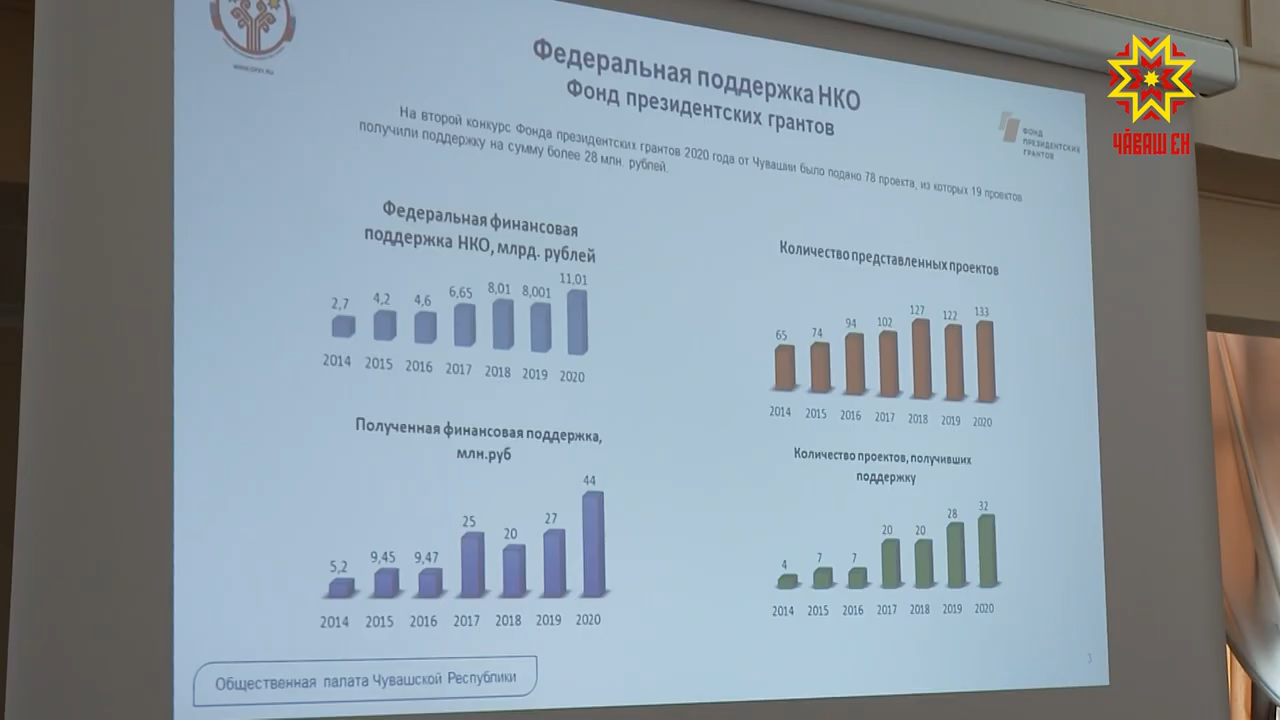 WWW.OPRF.RU
ЧӐВАШ ЕН
Федеральная поддержка НКО
Фонд президентских грантов
ФОНД
ПРЕЗИДЕНТСКИХ
ГРАНТОВ
На второй конкурс Фонда президентских грантов 2020 года от Чувашии было подано 78 проекта, из которых 19 проектов
получили поддержку на сумму более 28 млн. рублей.
Федеральная финансовая
поддержка НКО, млрд. рублей
2,7 4,2 4,6 6,65 8,01 8,001 11,01
2014 2015 2016 2017 2018 2019 2020
Количество представленных проектов
65 74 94 102 127 122 133
2014 2015 2016 2017 2018 2019 2020
Полученная финансовая поддержка,
млн.руб
5,2 9,45 9,47 25 20 27 44
2014 2015 2016 2017 2018 2019 2020
Количество проектов, получивших
поддержку
4 7 7 20 20 28 32
2014 2015 2016 2017 2018 2019 2020
Общественная палата Чувашской Республики
3